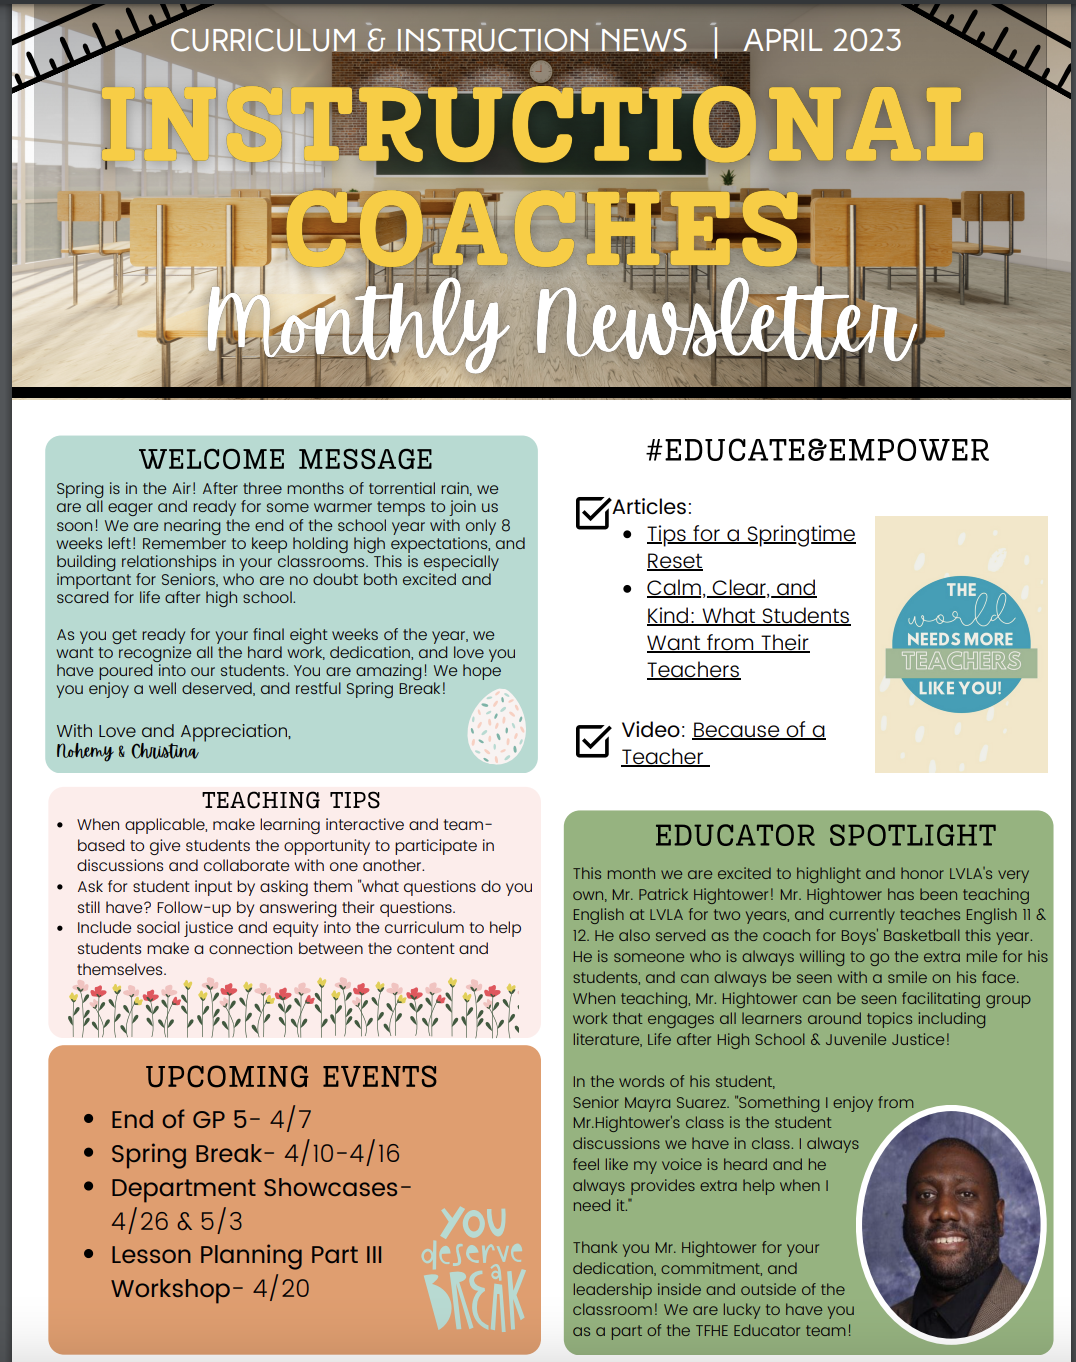 CURRICULUM & INSTRUCTION NEWS | APRIL 2023
INSTRUCTIONAL
COACHES
Monthly Newsletter
WELCOME MESSAGE
Spring is in the Air! After three months of torrential rain, we
are all eager and ready for some warmer temps to join us
soon! We are nearing the end of the school year with only 8
weeks left! Remember to keep holding high expectations, and
building relationships in your classrooms. This is especially
important for Seniors, who are no doubt both excited and
scared for life after high school.
As you get ready for your final eight weeks of the year, we
want to recognize all the hard work, dedication, and love you
have poured into our students. You are amazing! We hope
you enjoy a well deserved, and restful Spring Break!
With Love and Appreciation,
Nohemy & Christina
#EDUCATE&EMPOWER
Articles:
• Tips for a Springtime
Reset
• Calm, Clear, and
Kind: What Students
Want from Their
Teachers
Video: Because of a
Teacher
THE
world
NEEDS MORE
TEACHERS
LIKE YOU!
TEACHING TIPS
• When applicable, make learning interactive and team-
based to give students the opportunity to participate in
discussions and collaborate with one another.
• Ask for student input by asking them "what questions do you
still have? Follow-up by answering their questions.
• Include social justice and equity into the curriculum to help
students make a connection between the content and
themselves.
UPCOMING EVENTS
• End of GP 5- 4/7
• Spring Break- 4/10-4/16
• Department Showcases-
4/26 & 5/3
• Lesson Planning Part III
Workshop- 4/20
YOU
deserve
a
BREAK
EDUCATOR SPOTLIGHT
This month we are excited to highlight and honor LVLA's very
own, Mr. Patrick Hightower! Mr. Hightower has been teaching
English at LVLA for two years, and currently teaches English 11 &
12. He also served as the coach for Boys' Basketball this year.
He is someone who is always willing to go the extra mile for his
students, and can always be seen with a smile on his face.
When teaching, Mr. Hightower can be seen facilitating group
work that engages all learners around topics including
literature, Life after High School & Juvenile Justice!
In the words of his student,
Senior Mayra Suarez. "Something I enjoy from
Mr.Hightower's class is the student
discussions we have in class. I always
feel like my voice is heard and he
always provides extra help when I
need it."
Thank you Mr. Hightower for your
dedication, commitment, and
leadership inside and outside of the
classroom! We are lucky to have you
as a part of the TFHE Educator team!